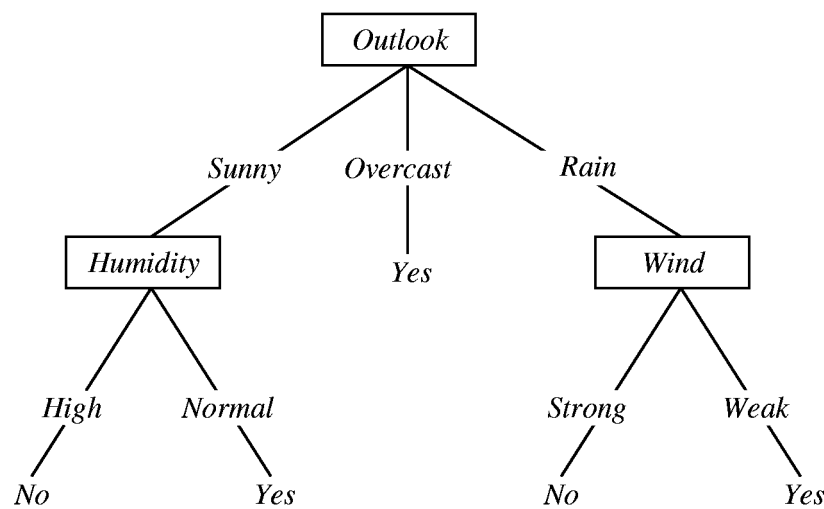 Outlook
Sunny Overcast Rain
Humidity Yes Wind
High Normal Strong Weak
No Yes No Yes